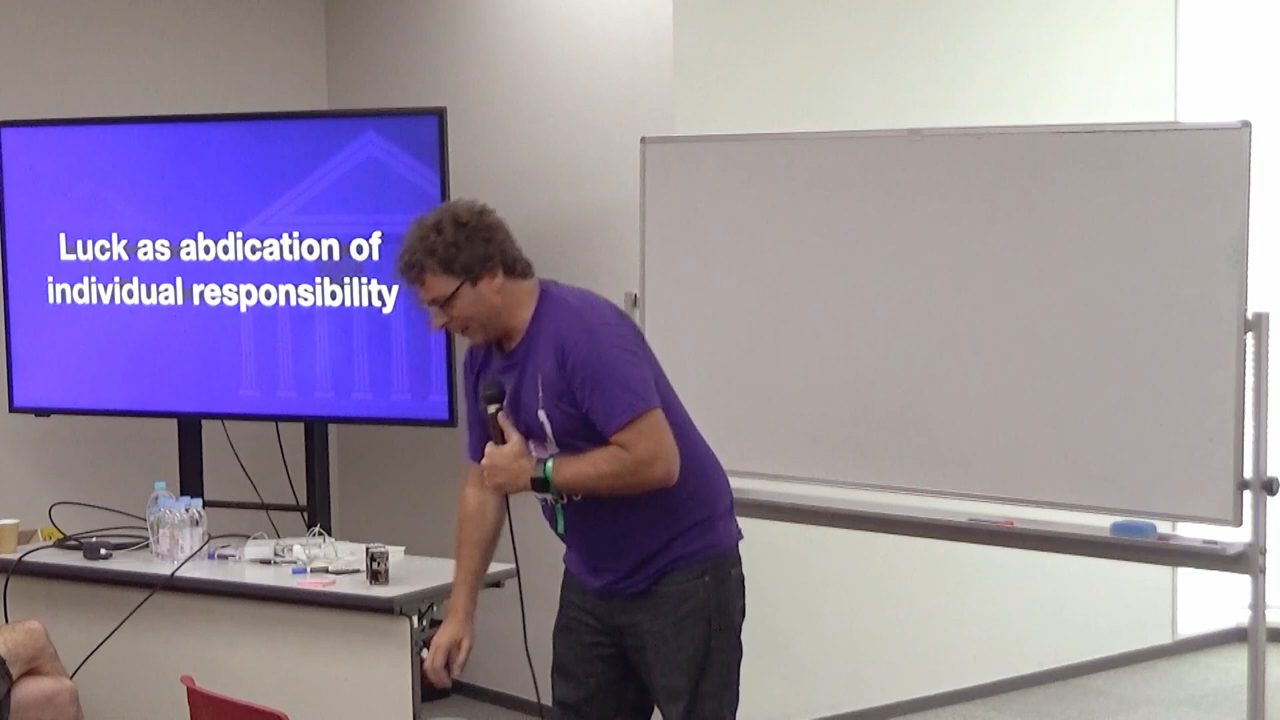 Luck as abdication of
individual responsibility